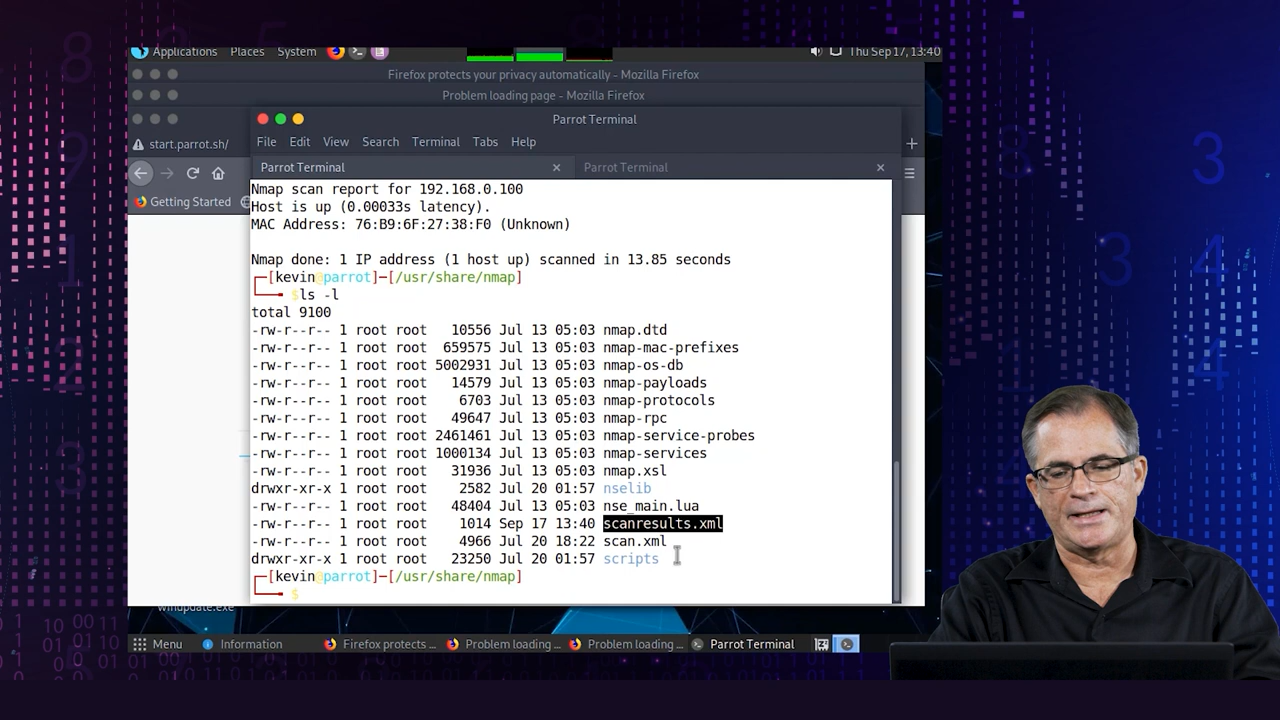 Applications Places System Thu Sep 17, 13:40
Firefox protects your privacy automatically - Mozilla Firefox
Problem loading page - Mozilla Firefox
Parrot Terminal
start.parrot.sh/
File Edit View Search Terminal Tabs Help
Parrot Terminal × Parrot Terminal ×
Getting Started
Nmap scan report for 192.168.0.100
Host is up (0.00033s latency).
MAC Address: 76:B9:6F:27:38:F0 (Unknown)
Nmap done: 1 IP address (1 host up) scanned in 13.85 seconds
┌─[kevin@parrot]─[/usr/share/nmap]
└──╼ $ls -l
total 9100
-rw-r--r-- 1 root root 10556 Jul 13 05:03 nmap.dtd
-rw-r--r-- 1 root root 659575 Jul 13 05:03 nmap-mac-prefixes
-rw-r--r-- 1 root root 5002931 Jul 13 05:03 nmap-os-db
-rw-r--r-- 1 root root 14579 Jul 13 05:03 nmap-payloads
-rw-r--r-- 1 root root 6703 Jul 13 05:03 nmap-protocols
-rw-r--r-- 1 root root 49647 Jul 13 05:03 nmap-rpc
-rw-r--r-- 1 root root 2461461 Jul 13 05:03 nmap-service-probes
-rw-r--r-- 1 root root 1000134 Jul 13 05:03 nmap-services
-rw-r--r-- 1 root root 31936 Jul 13 05:03 nmap.xsl
drwxr-xr-x 1 root root 2582 Jul 20 01:57 nselib
-rw-r--r-- 1 root root 48404 Jul 13 05:03 nse_main.lua
-rw-r--r-- 1 root root 1014 Sep 17 13:40 scanresults.xml
-rw-r--r-- 1 root root 4966 Jul 20 18:22 scan.xml
drwxr-xr-x 1 root root 23250 Jul 20 01:57 scripts
┌─[kevin@parrot]─[/usr/share/nmap]
└──╼ $
winupdate.exe
Menu Information Firefox protects ... Problem loading ... Problem loading ... Parrot Terminal